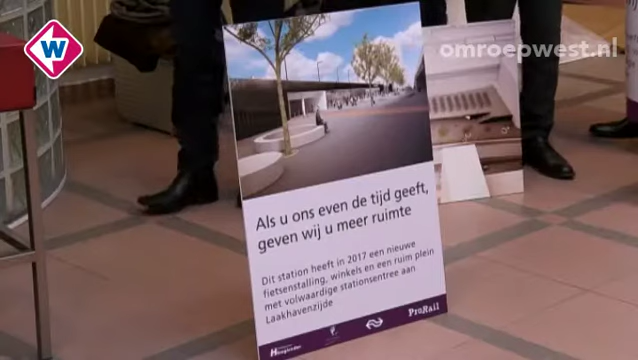 W
omroepwest.nl
Als u ons even de tijd geeft,
geven wij u meer ruimte
Dit station heeft in 2017 een nieuwe
fietsenstalling, winkels en een ruim plein
met volwaardige stationsentree aan
Laakhavenzijde
ProRail